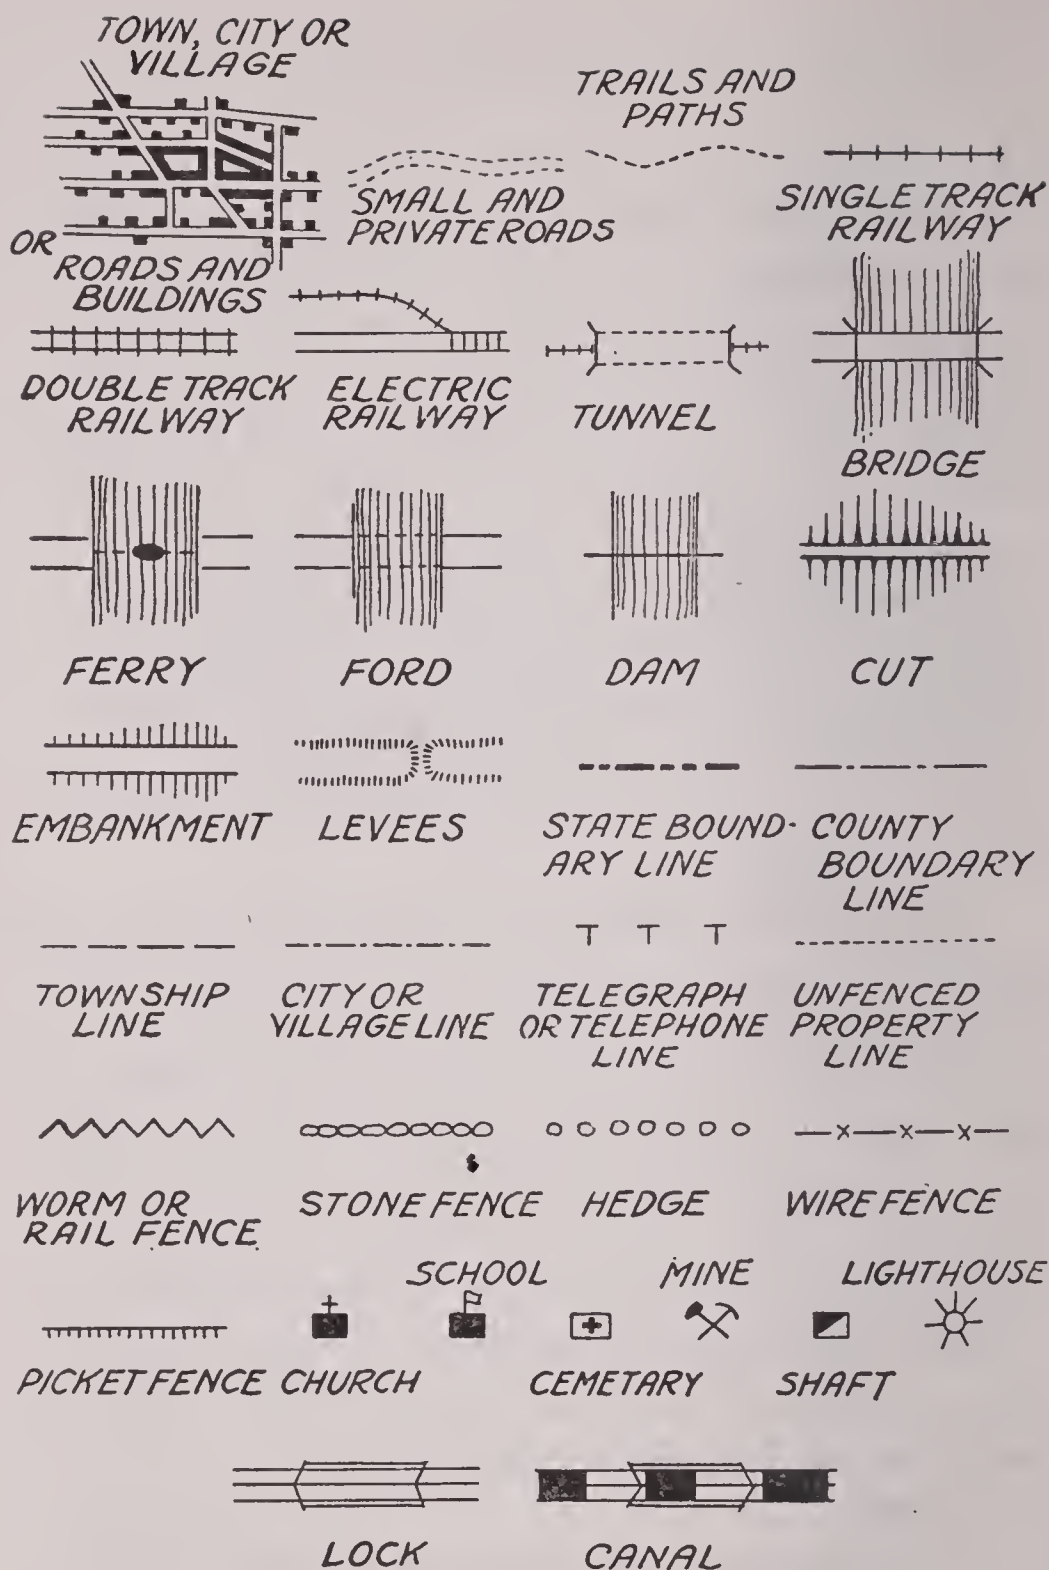 TOWN, CITY OR
VILLAGE
OR
ROADS AND
BUILDINGS
SMALL AND
PRIVATE ROADS
TRAILS AND
PATHS
SINGLE TRACK
RAILWAY
DOUBLE TRACK
RAILWAY
ELECTRIC
RAILWAY
TUNNEL
BRIDGE
FERRY
FORD
DAM
CUT
EMBANKMENT
LEVEES
STATE BOUND-
ARY LINE
COUNTY
BOUNDARY
LINE
TOWNSHIP
LINE
CITY OR
VILLAGE LINE
T T T
TELEGRAPH
OR TELEPHONE
LINE
UNFENCED
PROPERTY
LINE
WORM OR
RAIL FENCE
STONE FENCE
HEDGE
WIRE FENCE
PICKET FENCE
CHURCH
SCHOOL
CEMETARY
MINE
SHAFT
LIGHTHOUSE
LOCK
CANAL